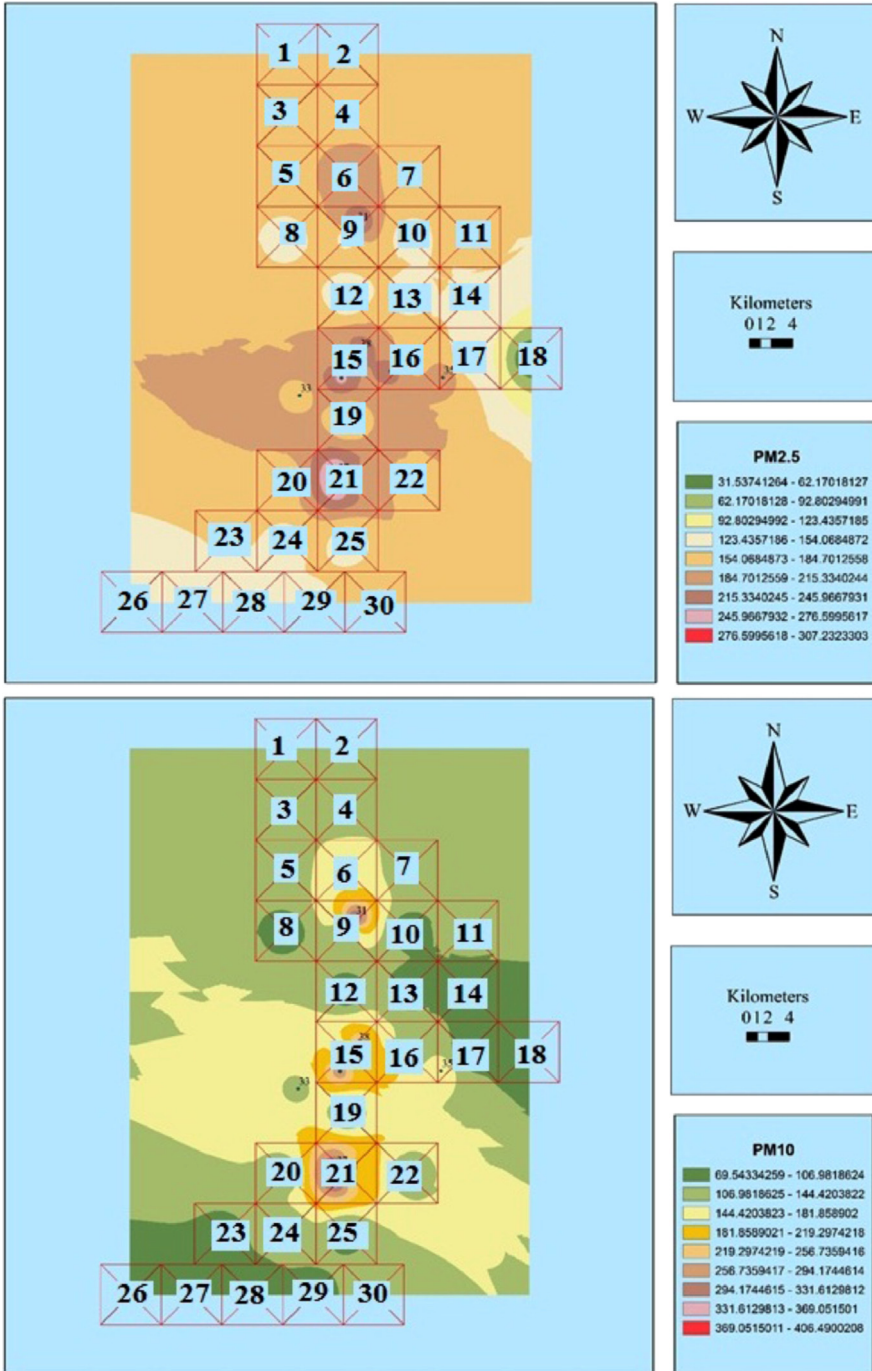 1 2
3 4
5 6 7
31
8 9 10 11
12 13 14
15 16 17 18
33
19
20 21 22
23 24 25
26 27 28 29 30
N
W E
S
Kilometers
012 4
PM2.5
31.53741264 - 62.17018127
62.17018128 - 92.80294991
92.80294992 - 123.4357185
123.4357186 - 154.0684872
154.0684873 - 184.7012558
184.7012559 - 215.3340244
215.3340245 - 245.9667931
245.9667932 - 276.5995617
276.5995618 - 307.2323303
1 2
3 4
5 6 7
31
8 9 10 11
12 13 14
15 16 17 18
33
19
20 21 22
23 24 25
26 27 28 29 30
N
W E
S
Kilometers
012 4
PM10
69.54334259 - 106.9818624
106.9818625 - 144.4203822
144.4203823 - 181.858902
181.8589021 - 219.2974218
219.2974219 - 256.7359416
256.7359417 - 294.1744614
294.1744615 - 331.6129812
331.6129813 - 369.051501
369.0515011 - 406.4900208